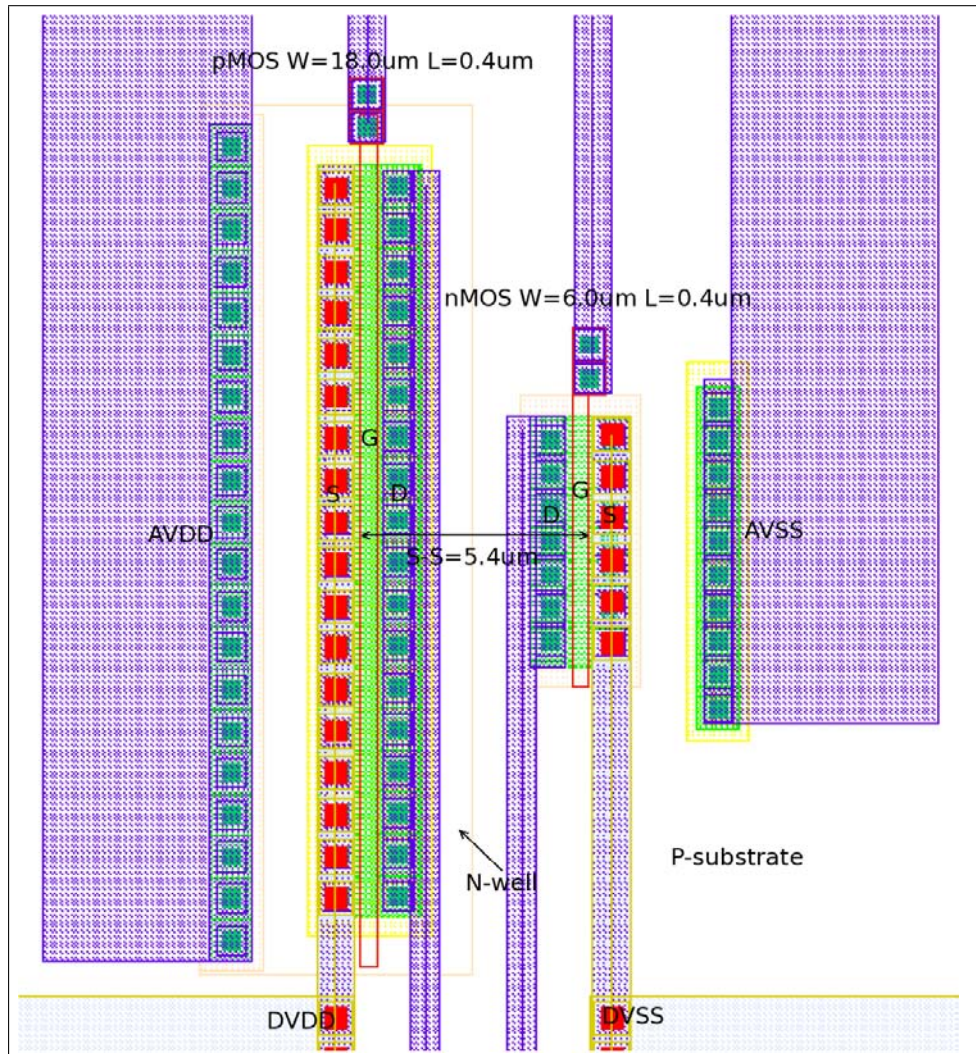 pMOS W=18.0um L=0.4um
nMOS W=6.0um L=0.4um
G
S
D
G
D
S
AVDD
AVSS
S-S=5.4um
P-substrate
N-well
DVDD
DVSS